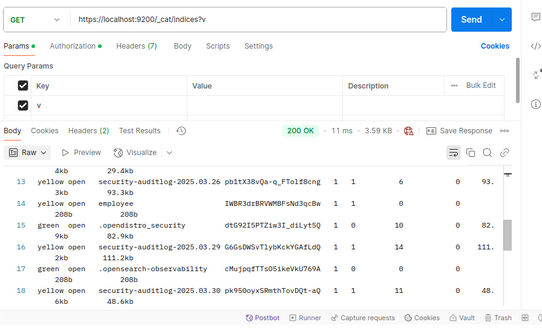 GET https://localhost:9200/_cat/indices?v Send
Params Authorization Headers (7) Body Scripts Settings Cookies
Query Params
Key Value Description Bulk Edit
v
Body Cookies Headers (2) Test Results 200 OK 11 ms 3.59 KB Save Response
Raw Preview Visualize
4kb 29.4kb
13 yellow open security-auditlog-2025.03.26 pb1tX38vQa-q_FTolf8cng 1 1 6 0 93.
3kb 93.3kb
14 yellow open employee IWBR3drBRVWMBFsNd3qcBw 1 1 0 0
208b 208b
15 green open .opendistro_security dtG92I5PTZiw3I_diLyt5Q 1 0 10 0 82.
9kb 82.9kb
16 yellow open security-auditlog-2025.03.29 G6GsDWSvTlybKckYGAfLdQ 1 1 14 0 111.
2kb 111.2kb
17 green open .opensearch-observability cMujpqfTTsO5ikeVkU769A 1 0 0 0
208b 208b
18 yellow open security-auditlog-2025.03.30 pk950oyxSRmthTovDQt-aQ 1 1 11 0 48.
6kb 48.6kb
Postbot Runner Capture requests Cookies Vault Trash